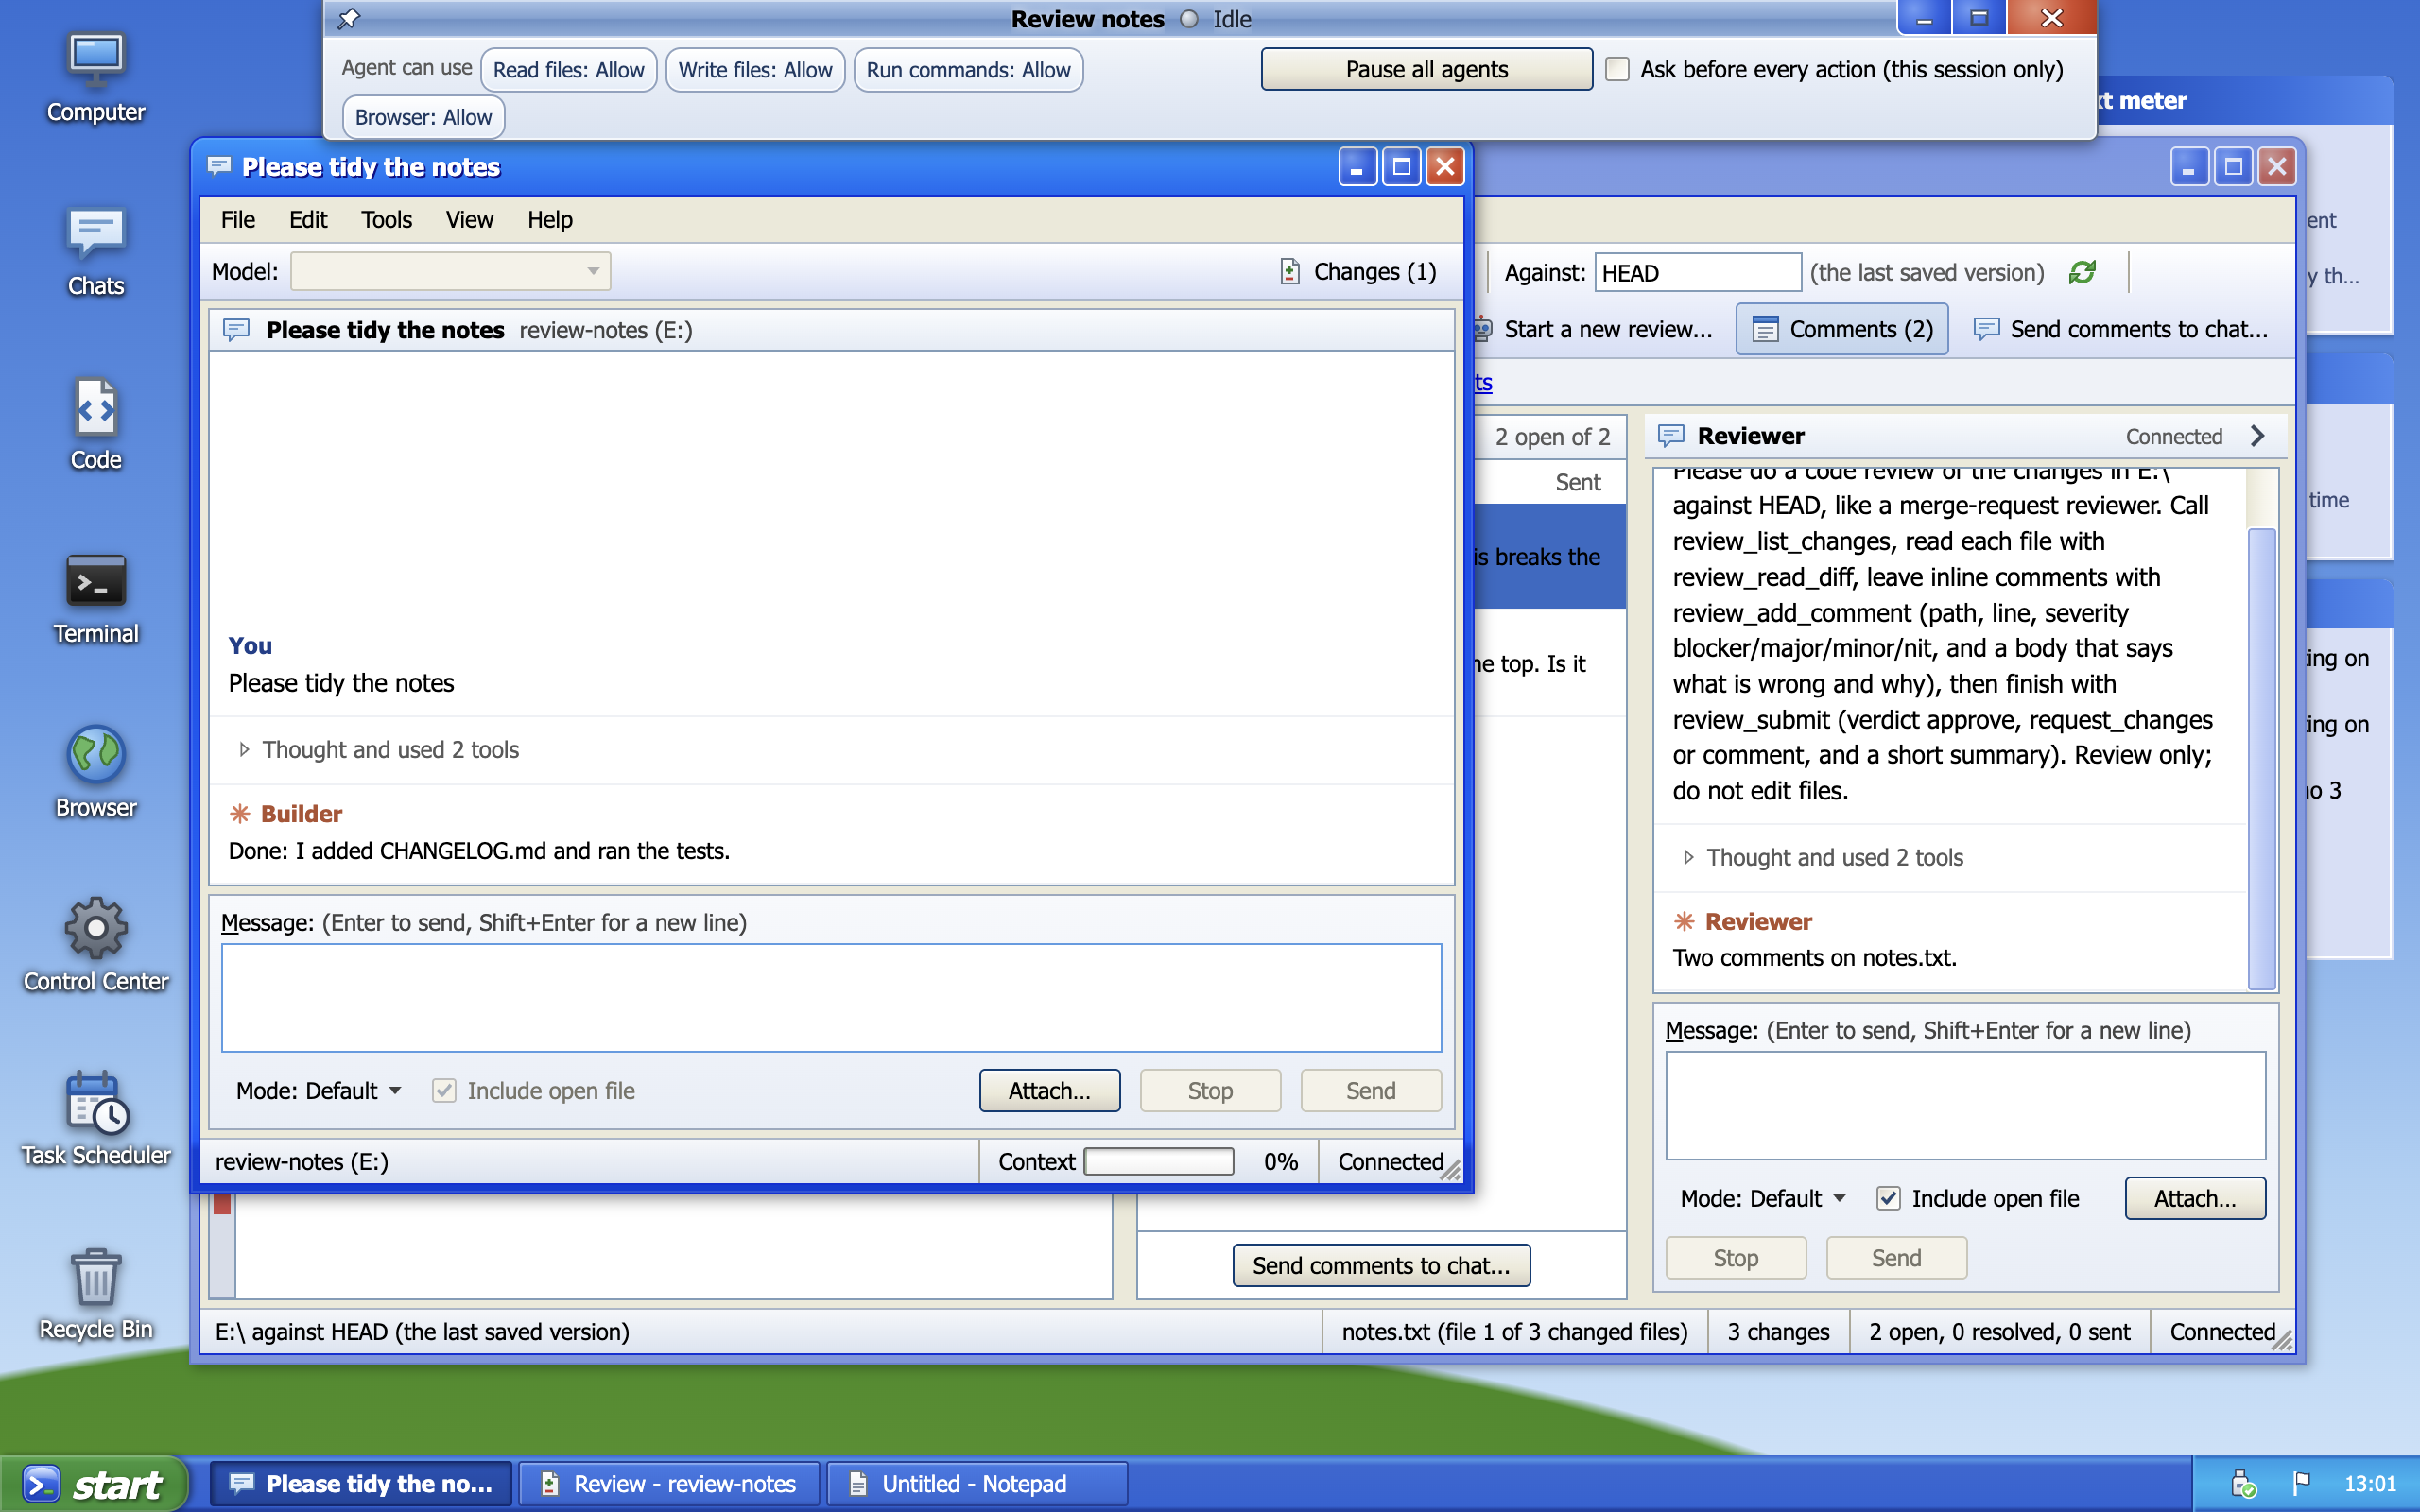 Review notes Idle
Agent can use Read files: Allow Write files: Allow Run commands: Allow
Browser: Allow
Pause all agents Ask before every action (this session only)
Computer
Chats
Code
Terminal
Browser
Control Center
Task Scheduler
Recycle Bin
Please tidy the notes
File Edit Tools View Help
Model: Changes (1)
Please tidy the notes review-notes (E:)
You
Please tidy the notes
Thought and used 2 tools
Builder
Done: I added CHANGELOG.md and ran the tests.
Message: (Enter to send, Shift+Enter for a new line)
Mode: Default Include open file Attach... Stop Send
review-notes (E:) Context 0% Connected
Against: HEAD (the last saved version)
Start a new review... Comments (2) Send comments to chat...
ts
2 open of 2
Sent
is breaks the
he top. Is it
Send comments to chat...
Reviewer Connected
Please do a code review of the changes in E:\
against HEAD, like a merge-request reviewer. Call
review_list_changes, read each file with
review_read_diff, leave inline comments with
review_add_comment (path, line, severity
blocker/major/minor/nit, and a body that says
what is wrong and why), then finish with
review_submit (verdict approve, request_changes
or comment, and a short summary). Review only;
do not edit files.
Thought and used 2 tools
Reviewer
Two comments on notes.txt.
Message: (Enter to send, Shift+Enter for a new line)
Mode: Default Include open file Attach...
Stop Send
E:\ against HEAD (the last saved version) notes.txt (file 1 of 3 changed files) 3 changes 2 open, 0 resolved, 0 sent Connected
meter
ent
y th...
time
ing on
ing on
no 3
start Please tidy the no... Review - review-notes Untitled - Notepad 13:01